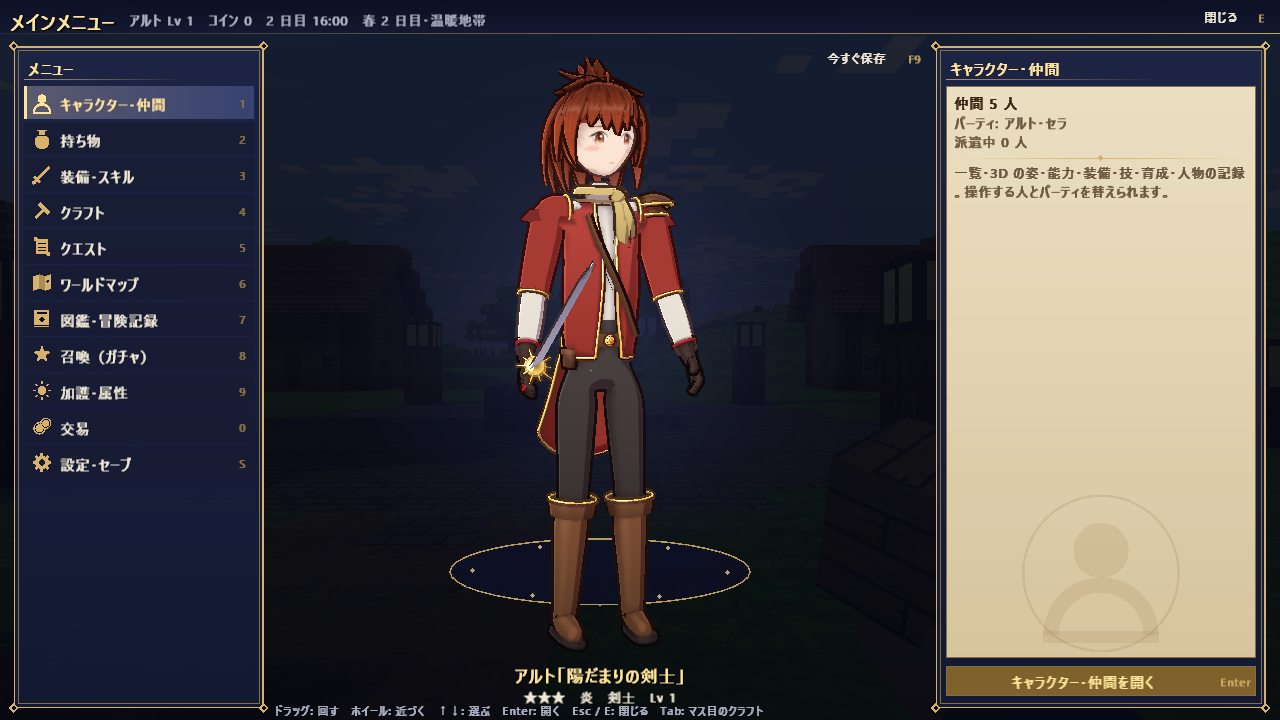 メインメニュー アルト Lv 1 コイン 0 2 日目 16:00 春 2 日目・温暖地帯
閉じる E
今すぐ保存 F9
メニュー
キャラクター・仲間 1
持ち物 2
装備・スキル 3
クラフト 4
クエスト 5
ワールドマップ 6
図鑑・冒険記録 7
召喚（ガチャ） 8
加護・属性 9
交易 0
設定・セーブ S
アルト「陽だまりの剣士」
★★★ 炎 剣士 Lv 1
ドラッグ: 回す ホイール: 近づく ↑↓: 選ぶ Enter: 開く Esc / E: 閉じる Tab: マス目のクラフト
キャラクター・仲間
仲間 5 人
パーティ: アルト・セラ
派遣中 0 人
一覧・3D の姿・能力・装備・技・育成・人物の記録
。操作する人とパーティを替えられます。
キャラクター・仲間を開く Enter